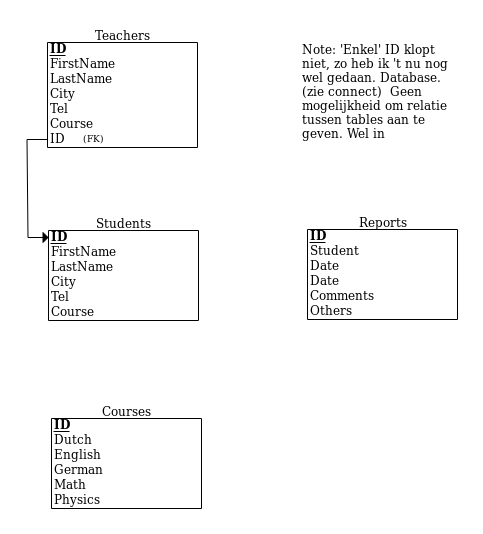 Teachers
ID
FirstName
LastName
City
Tel
Course
ID (FK)
Note: 'Enkel' ID klopt
niet, zo heb ik 't nu nog
wel gedaan. Database.
(zie connect) Geen
mogelijkheid om relatie
tussen tables aan te
geven. Wel in
Students
ID
FirstName
LastName
City
Tel
Course
Reports
ID
Student
Date
Date
Comments
Others
Courses
ID
Dutch
English
German
Math
Physics